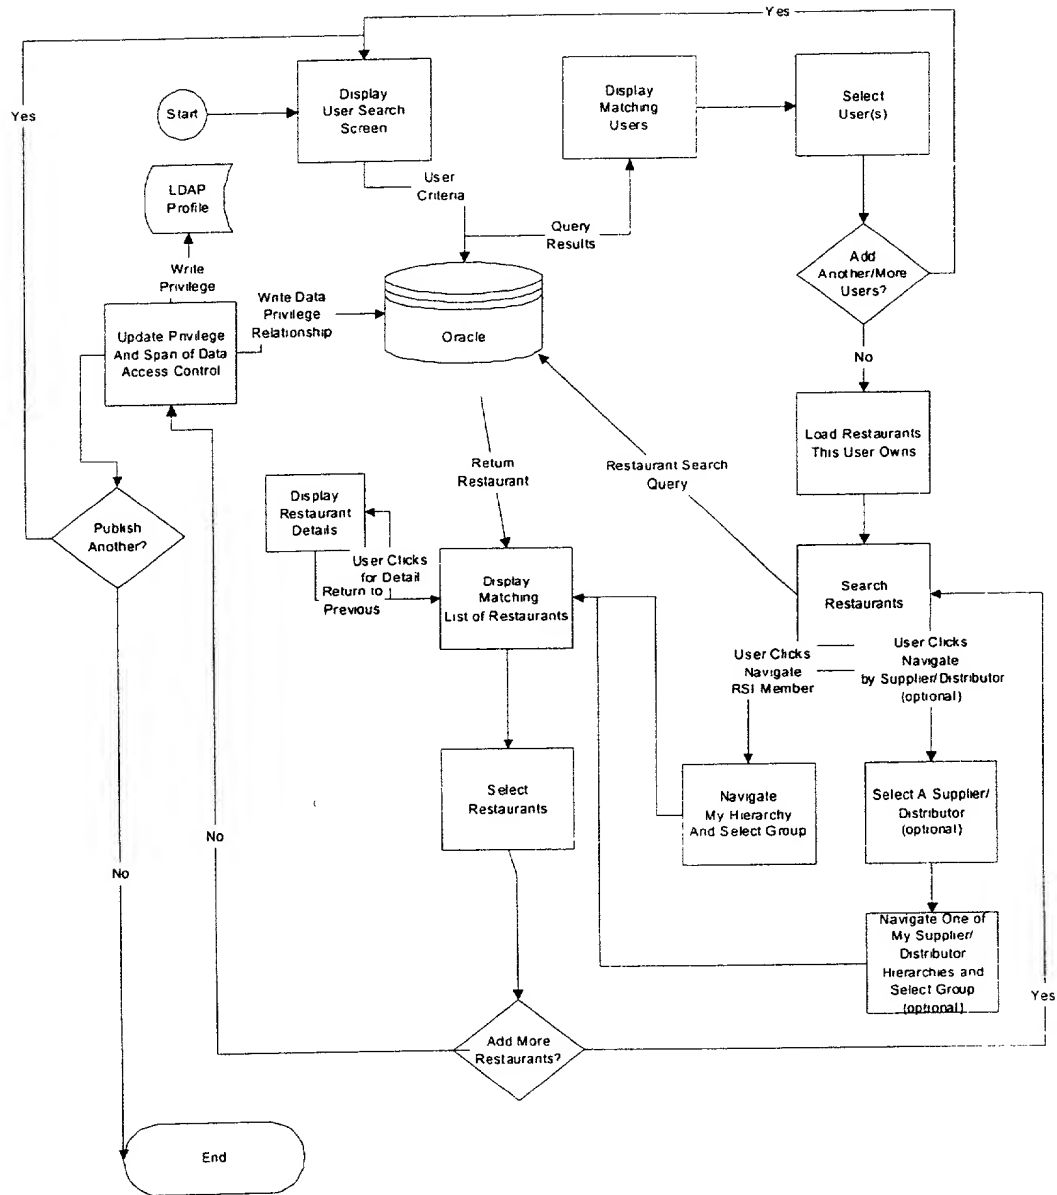 Yes
Yes
Start
Display
User Search
Screen
Display
Matching
Users
Select
User(s)
LDAP
Profile
User
Criteria
Query
Results
Write
Privilege
Add
Another/More
Users?
Update Privilege
And Span of Data
Access Control
Write Data
Privilege
Relationship
Oracle
No
Load Restaurants
This User Owns
Return
Restaurant
Restaurant Search
Query
Publish
Another?
Display
Restaurant
Details
User Clicks
for Detail
Return to
Previous
Display
Matching
List of Restaurants
Search
Restaurants
User Clicks
Navigate
RSI Member
User Clicks
Navigate
by Supplier/Distributor
(optional)
Select
Restaurants
Navigate
My Hierarchy
And Select Group
Select A Supplier/
Distributor
(optional)
No
No
Navigate One of
My Supplier/
Distributor
Hierarchies and
Select Group
(optional)
Yes
Add More
Restaurants?
End